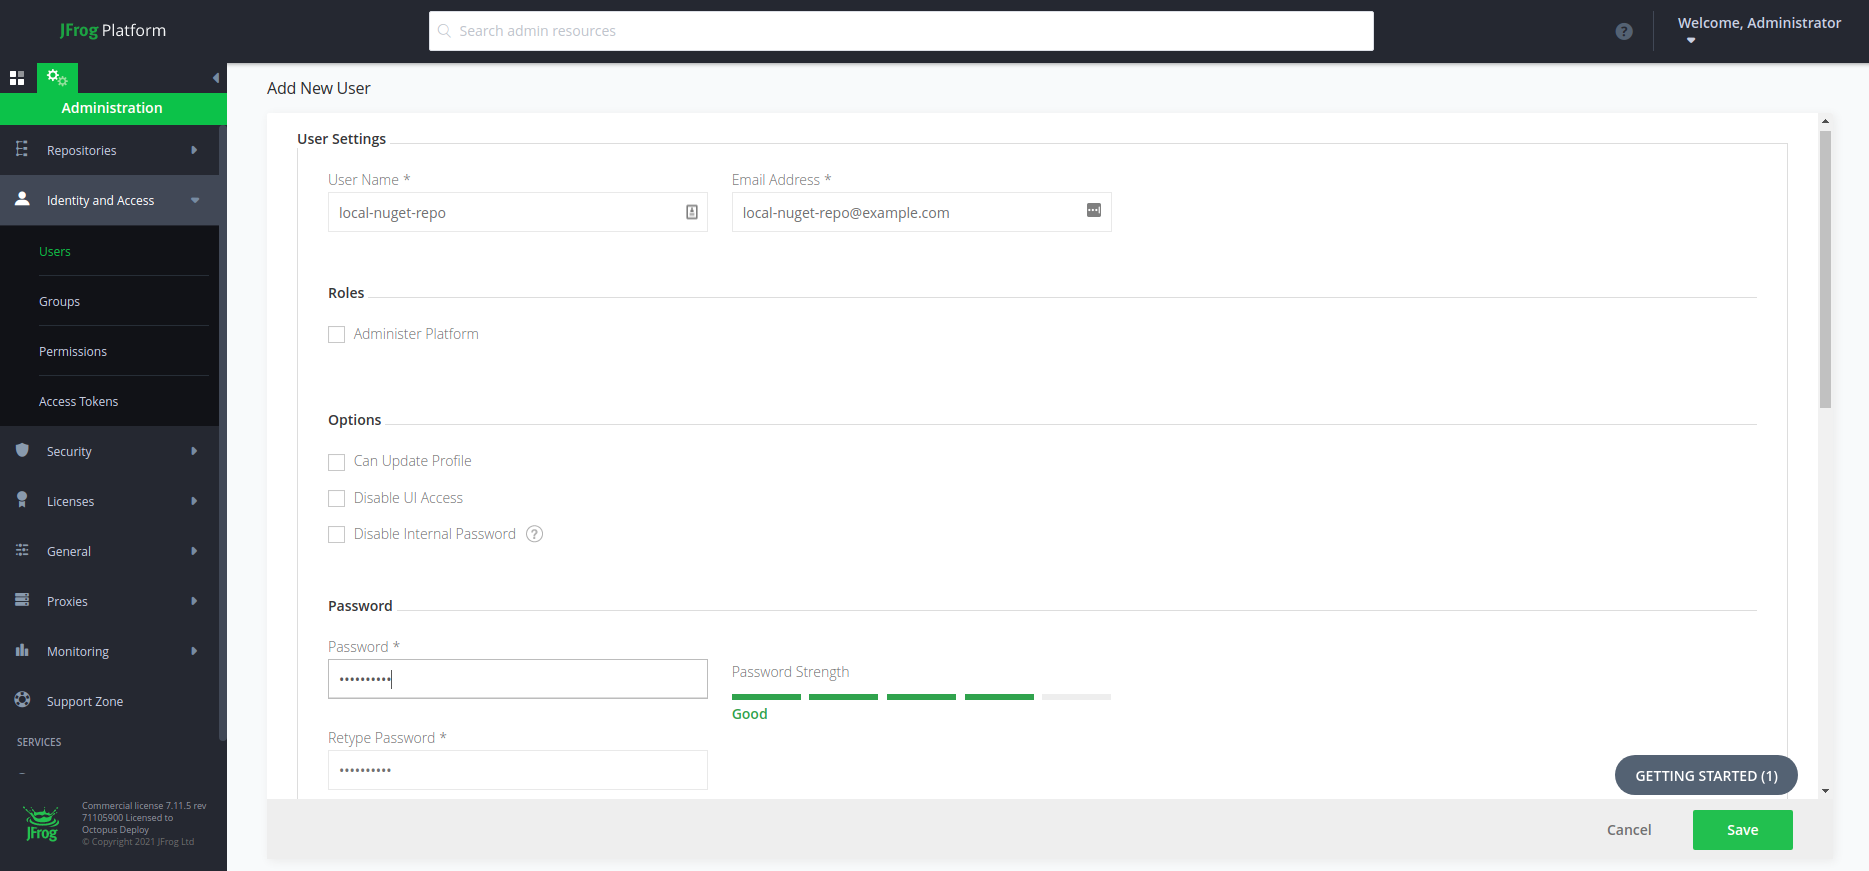 JFrog Platform
Search admin resources
?
Welcome, Administrator
Administration
Repositories
Identity and Access
Users
Groups
Permissions
Access Tokens
Security
Licenses
General
Proxies
Monitoring
Support Zone
SERVICES
JFrog
Commercial license 7.11.5 rev
71105900 Licensed to
Octopus Deploy
© Copyright 2021 JFrog Ltd
Add New User
User Settings
User Name *
Email Address *
local-nuget-repo
local-nuget-repo@example.com
Roles
Administer Platform
Options
Can Update Profile
Disable UI Access
Disable Internal Password ?
Password
Password *
••••••••••
Password Strength
Good
Retype Password *
••••••••••
GETTING STARTED (1)
Cancel
Save